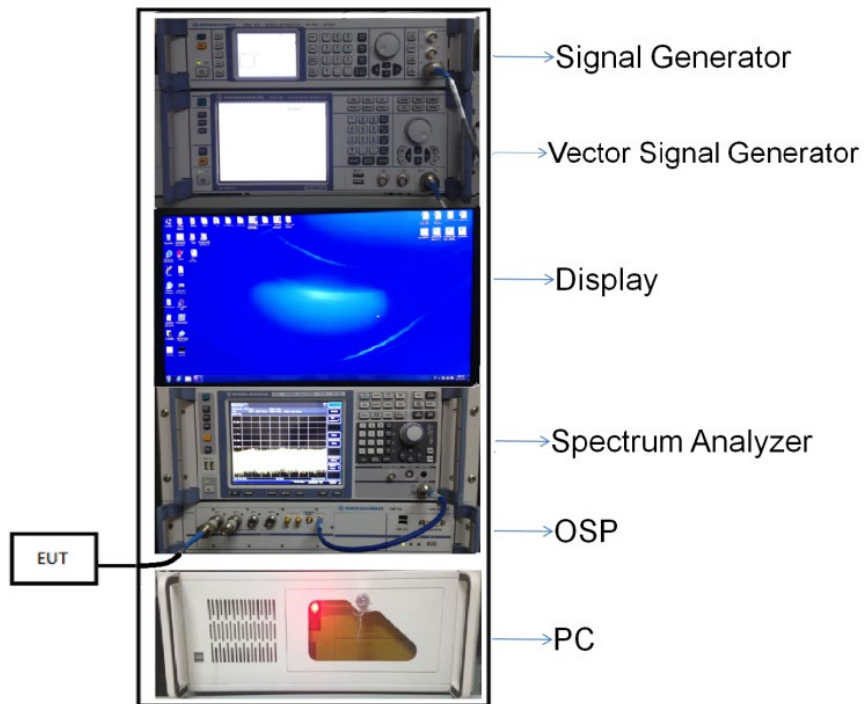 Signal Generator
Vector Signal Generator
Display
Spectrum Analyzer
OSP
EUT
PC